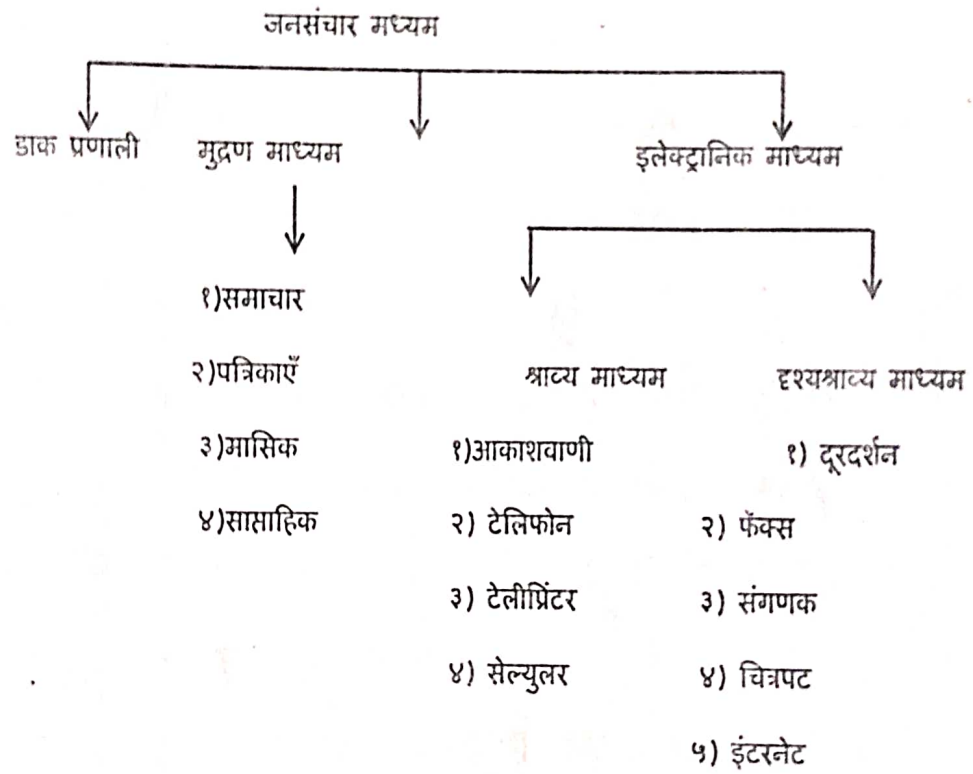 जनसंचार मध्यम
डाक प्रणाली मुद्रण माध्यम इलेक्ट्रानिक माध्यम
१)समाचार
२)पत्रिकाएँ श्राव्य माध्यम दृश्यश्राव्य माध्यम
३)मासिक १)आकाशवाणी १) दूरदर्शन
४)साप्ताहिक २) टेलिफोन २) फॅक्स
३) टेलीप्रिंटर ३) संगणक
४) सेल्युलर ४) चित्रपट
५) इंटरनेट